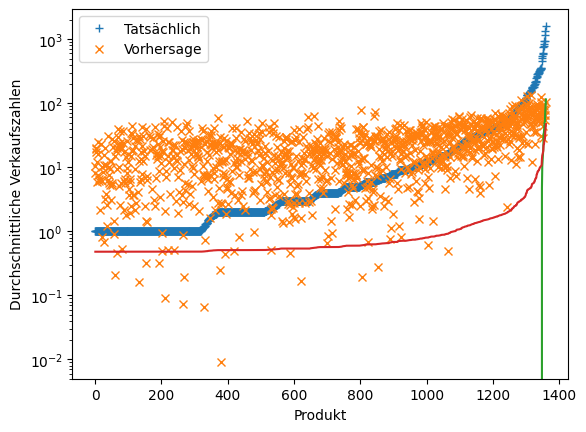 Tatsächlich
Vorhersage
Durchschnittliche Verkaufszahlen
10³
10²
10¹
10⁰
10⁻¹
10⁻²
0 200 400 600 800 1000 1200 1400
Produkt